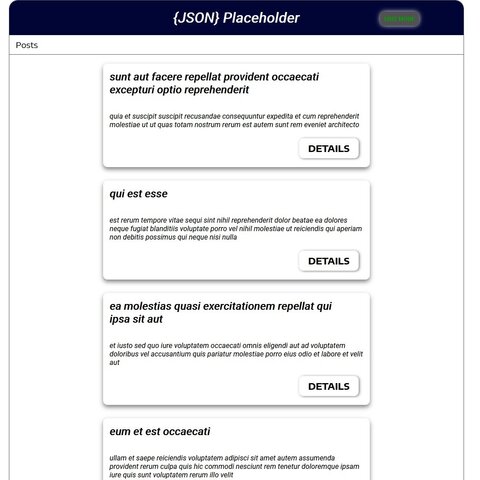 {JSON} Placeholder
Posts
sunt aut facere repellat provident occaecati
excepturi optio reprehenderit
quia et suscipit suscipit recusandae consequuntur expedita et cum reprehenderit
molestiae ut ut quas totam nostrum rerum est autem sunt rem eveniet architecto
DETAILS
qui est esse
est rerum tempore vitae sequi sint nihil reprehenderit dolor beatae ea dolores
neque fugiat blanditiis voluptate porro vel nihil molestiae ut reiciendis qui aperiam
non debitis possimus qui neque nisi nulla
DETAILS
ea molestias quasi exercitationem repellat qui
ipsa sit aut
et iusto sed quo iure voluptatem occaecati omnis eligendi aut ad voluptatem
doloribus vel accusantium quis pariatur molestiae porro eius odio et labore et velit
aut
DETAILS
eum et est occaecati
ullam et saepe reiciendis voluptatem adipisci sit amet autem assumenda
provident rerum culpa quis hic commodi nesciunt rem tenetur doloremque ipsam
iure quis sunt voluptatem rerum illo velit